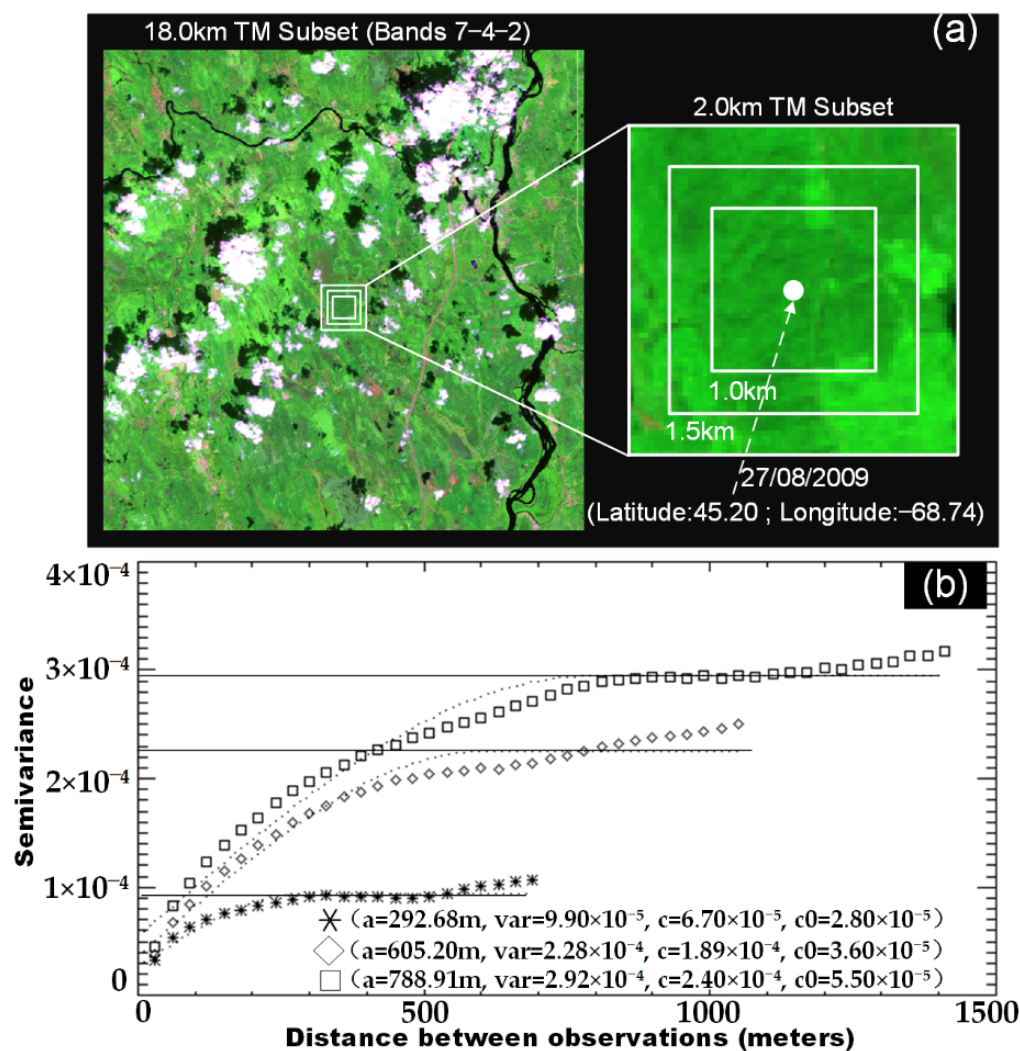 (a)
18.0km TM Subset (Bands 7−4−2)
2.0km TM Subset
1.0km
1.5km
27/08/2009
(Latitude:45.20 ; Longitude:−68.74)
(b)
4×10⁻⁴
3×10⁻⁴
2×10⁻⁴
1×10⁻⁴
0
Semivariance
(a=292.68m, var=9.90×10⁻⁵, c=6.70×10⁻⁵, c0=2.80×10⁻⁵)
(a=605.20m, var=2.28×10⁻⁴, c=1.89×10⁻⁴, c0=3.60×10⁻⁵)
(a=788.91m, var=2.92×10⁻⁴, c=2.40×10⁻⁴, c0=5.50×10⁻⁵)
0 500 1000 1500
Distance between observations (meters)